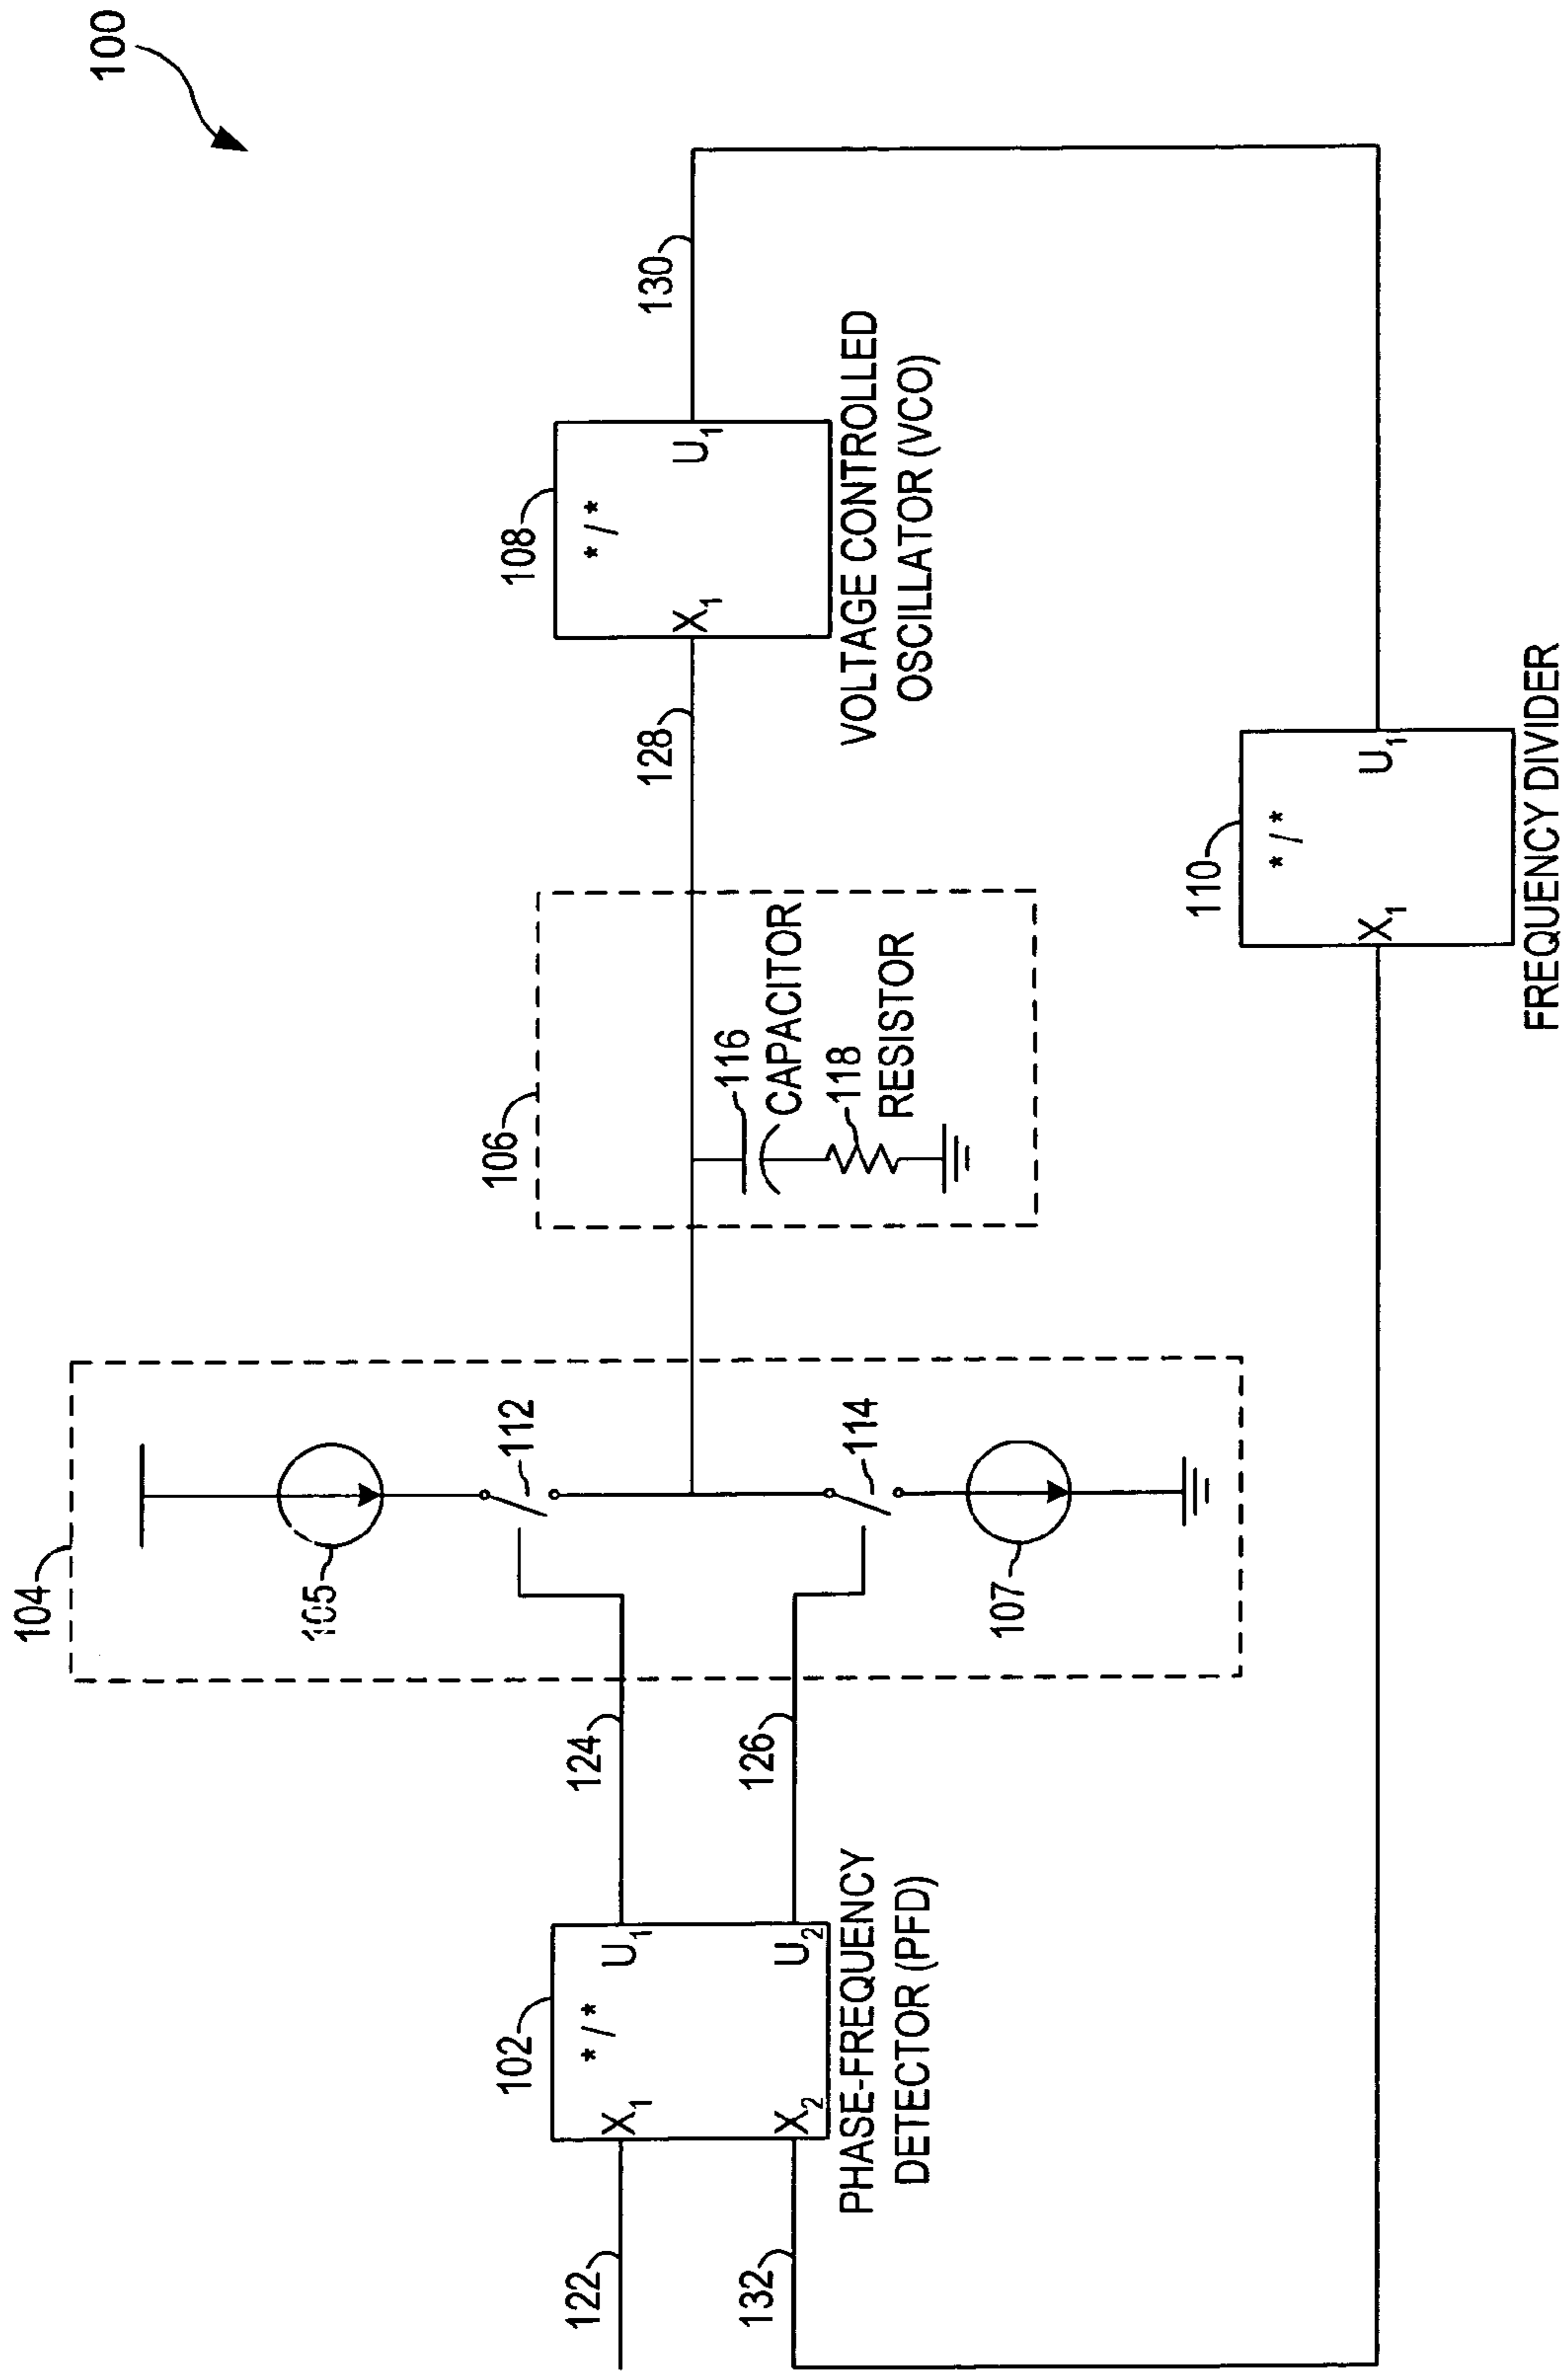 100
104
105
112
106
108
130
102
124
128
X₁
*/*
U₁
122
X₁
*/*
U₁
116
CAPACITOR
126
114
118
RESISTOR
132
X₂
U₂
VOLTAGE CONTROLLED
OSCILLATOR (VCO)
PHASE-FREQUENCY
DETECTOR (PFD)
107
110
*/*
X₁
U₁
FREQUENCY DIVIDER